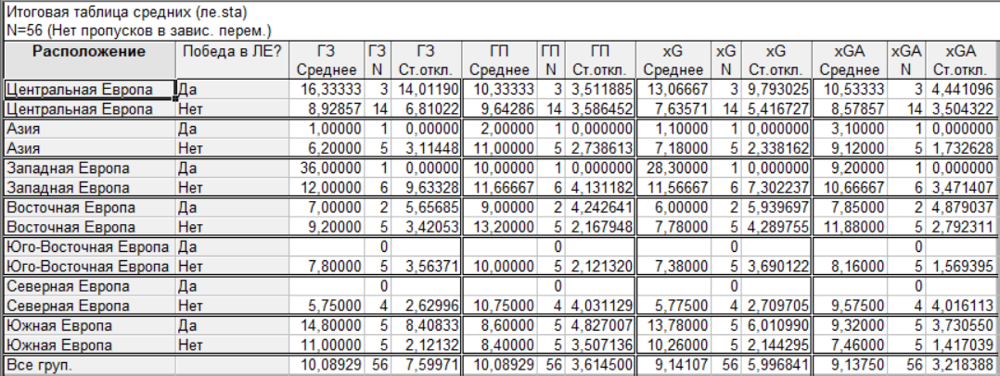 Итоговая таблица средних (ле.sta)
N=56 (Нет пропусков в завис. перем.)
Расположение Победа в ЛЕ? ГЗ ГЗ ГЗ ГП ГП ГП xG xG xG xGA xGA xGA
Среднее N Ст.откл. Среднее N Ст.откл. Среднее N Ст.откл. Среднее N Ст.откл.
Центральная Европа Да 16,33333 3 14,01190 10,33333 3 3,511885 13,06667 3 9,793025 10,53333 3 4,441096
Центральная Европа Нет 8,92857 14 6,81022 9,64286 14 3,586452 7,63571 14 5,416727 8,57857 14 3,504322
Азия Да 1,00000 1 0,00000 2,00000 1 0,000000 1,10000 1 0,000000 3,10000 1 0,000000
Азия Нет 6,20000 5 3,11448 11,00000 5 2,738613 7,18000 5 2,338162 9,12000 5 1,732628
Западная Европа Да 36,00000 1 0,00000 10,00000 1 0,000000 28,30000 1 0,000000 9,20000 1 0,000000
Западная Европа Нет 12,00000 6 9,63328 11,66667 6 4,131182 11,56667 6 7,302237 10,66667 6 3,471407
Восточная Европа Да 7,00000 2 5,65685 9,00000 2 4,242641 6,00000 2 5,939697 7,85000 2 4,879037
Восточная Европа Нет 9,20000 5 3,42053 13,20000 5 2,167948 7,78000 5 4,289755 11,88000 5 2,792311
Юго-Восточная Европа Да 0 0 0 0
Юго-Восточная Европа Нет 7,80000 5 3,56371 10,00000 5 2,121320 7,38000 5 3,690122 8,16000 5 1,569395
Северная Европа Да 0 0 0 0
Северная Европа Нет 5,75000 4 2,62996 10,75000 4 4,031129 5,77500 4 2,709705 9,57500 4 4,016113
Южная Европа Да 14,80000 5 8,40833 8,60000 5 4,827007 13,78000 5 6,010990 9,32000 5 3,730550
Южная Европа Нет 11,00000 5 2,12132 8,40000 5 3,507136 10,26000 5 2,144295 7,46000 5 1,417039
Все груп. 10,08929 56 7,59971 10,08929 56 3,614500 9,14107 56 5,996841 9,13750 56 3,218388